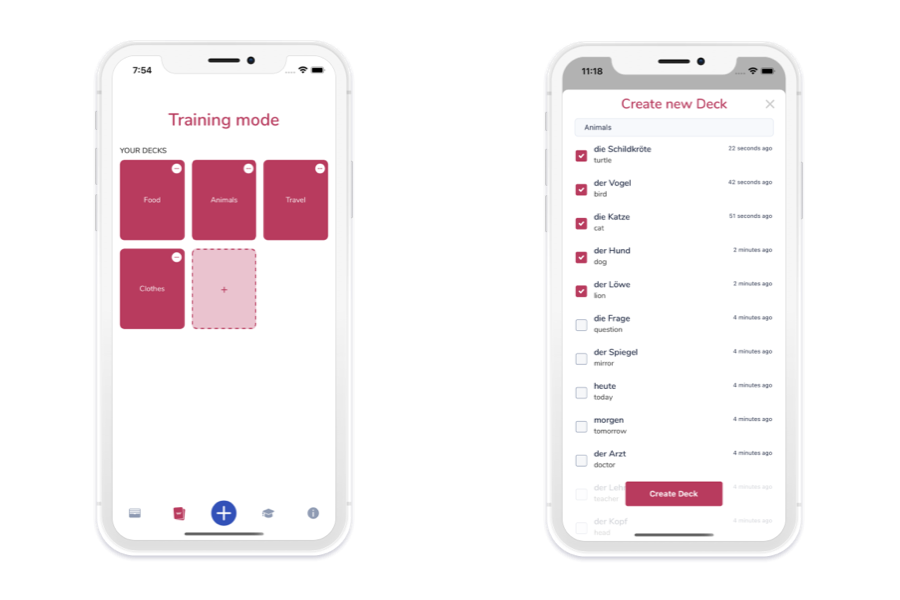 7:54
Training mode
YOUR DECKS
Food
Animals
Travel
Clothes
+
11:18
Create new Deck
Animals
die Schildkröte
22 seconds ago
turtle
der Vogel
42 seconds ago
bird
die Katze
51 seconds ago
cat
der Hund
2 minutes ago
dog
der Löwe
2 minutes ago
lion
die Frage
4 minutes ago
question
der Spiegel
4 minutes ago
mirror
heute
4 minutes ago
today
morgen
4 minutes ago
tomorrow
der Arzt
4 minutes ago
doctor
der
4 minutes ago
teacher
Create Deck
der Kopf
4 minutes ago
head